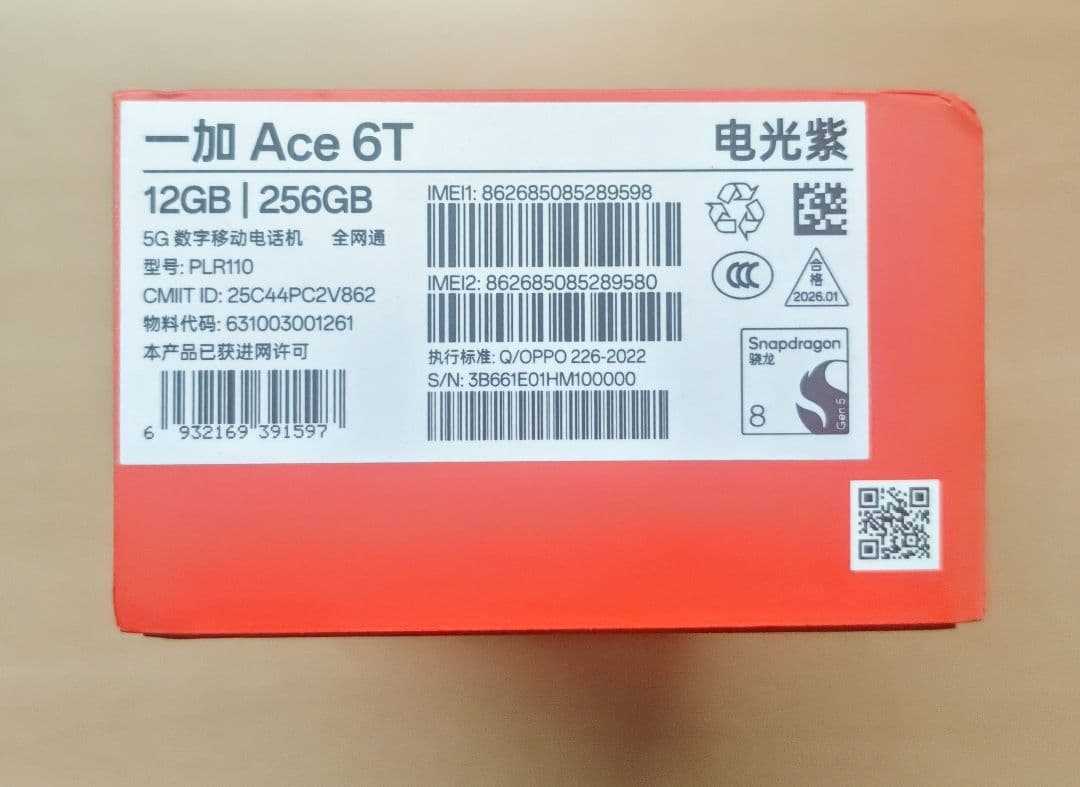 一加 Ace 6T
电光紫
12GB | 256GB
5G 数字移动电话机 全网通
型号: PLR110
CMIIT ID: 25C44PC2V862
物料代码: 631003001261
本产品已获进网许可
6 932169 391597
IMEI1: 862685085289598
IMEI2: 862685085289580
执行标准: Q/OPPO 226-2022
S/N: 3B661E01HM100000
CCC
合格
2026.01
Snapdragon
骁龙
8
Gen 5